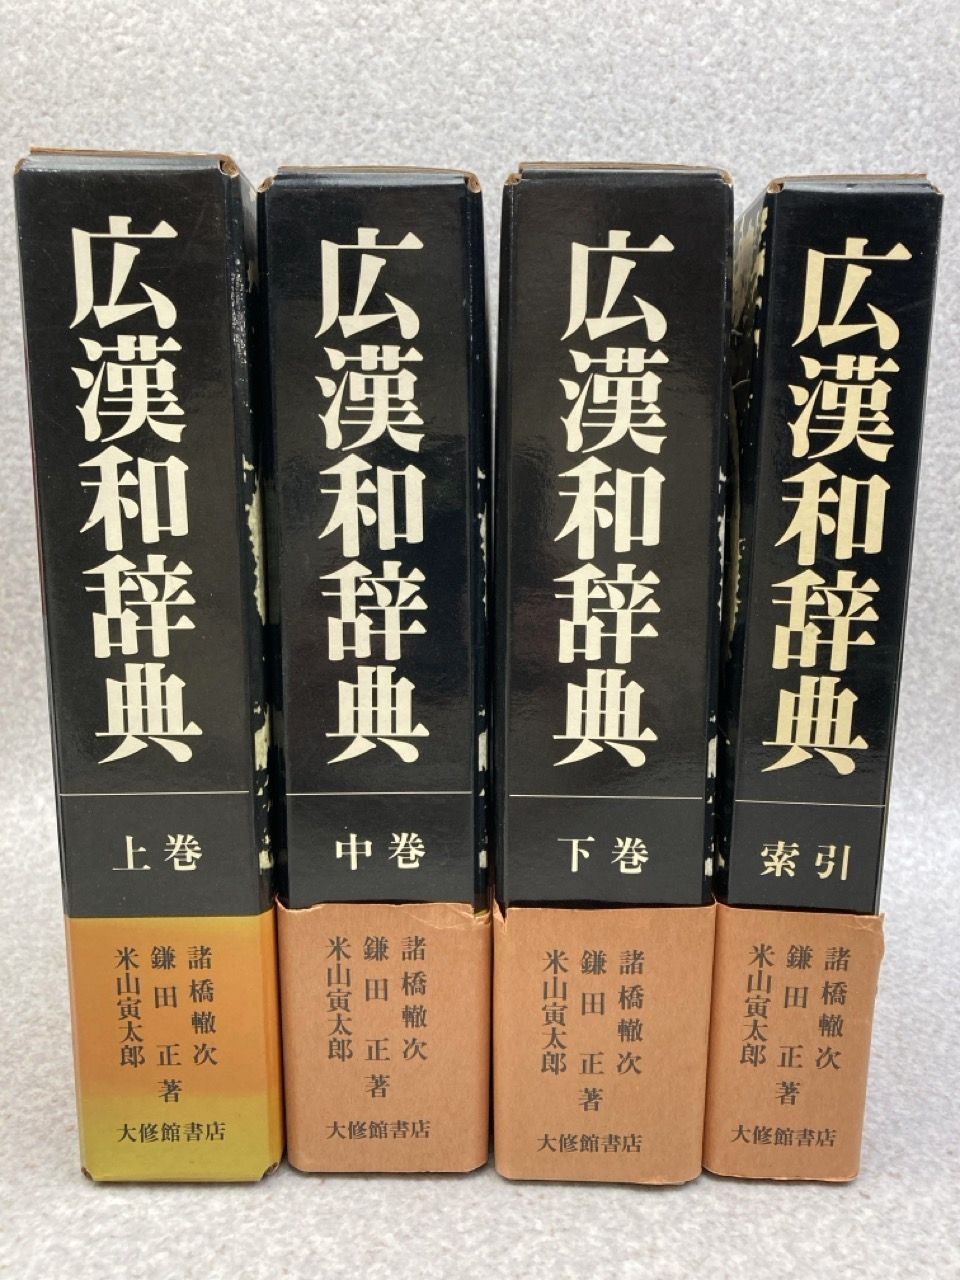 広漢和辞典
上巻
諸橋轍次
鎌田正
米山寅太郎
著
大修館書店
広漢和辞典
中巻
諸橋轍次
鎌田正
米山寅太郎
著
大修館書店
広漢和辞典
下巻
諸橋轍次
鎌田正
米山寅太郎
著
大修館書店
広漢和辞典
索引
諸橋轍次
鎌田正
米山寅太郎
著
大修館書店